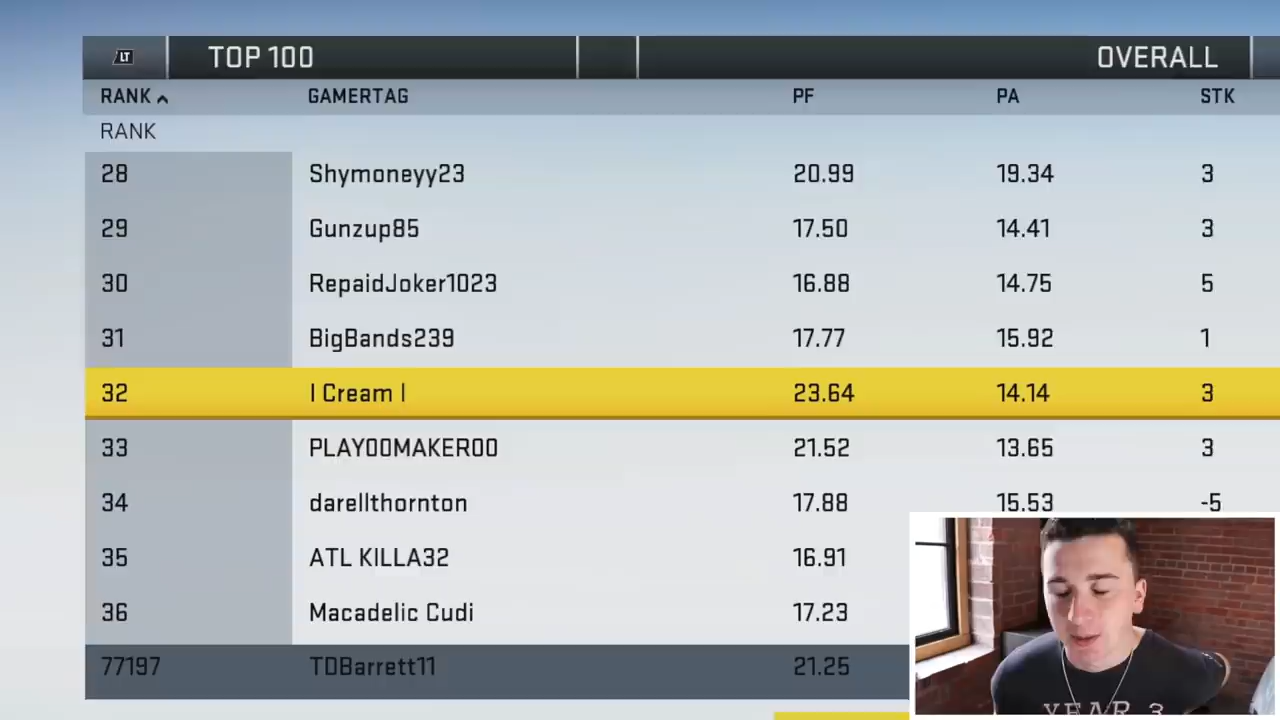 LT TOP 100 OVERALL
RANK GAMERTAG PF PA STK
RANK
28 Shymoneyy23 20.99 19.34 3
29 Gunzup85 17.50 14.41 3
30 RepaidJoker1023 16.88 14.75 5
31 BigBands239 17.77 15.92 1
32 I Cream I 23.64 14.14 3
33 PLAY00MAKER00 21.52 13.65 3
34 darellthornton 17.88 15.53 -5
35 ATL KILLA32 16.91
36 Macadelic Cudi 17.23
77197 TDBarrett11 21.25
YEAR 3